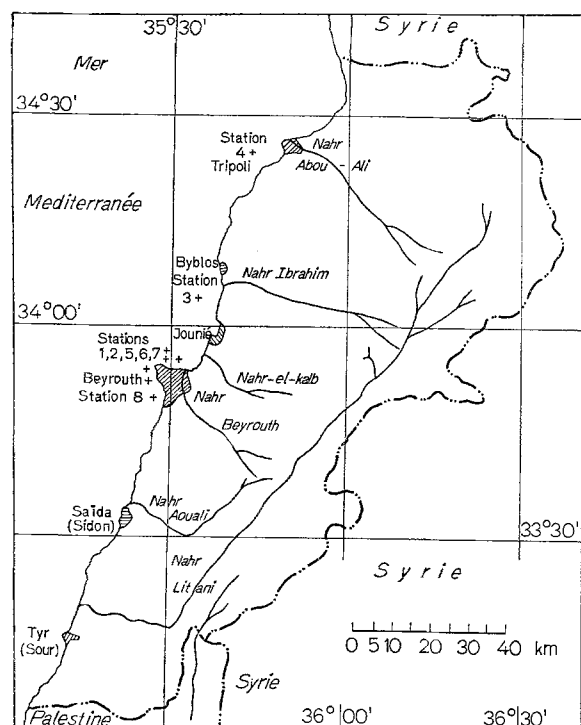 35°30'
Syrie
Mer
34°30'
Station
4 +
Tripoli
Nahr
Abou - Ali
Mediterranée
Byblos
Station
3 +
Nahr Ibrahim
34°00'
Jounié
Stations
1,2,5,6,7 +
+ +
+
Beyrouth +
Station 8 +
Nahr-el-kalb
Nahr
Beyrouth
Saïda
(Sidon)
Nahr
Aouali
33°30'
Nahr
Litani
Syrie
Tyr
(Sour)
0 5 10 20 30 40 km
Syrie
Palestine
36°00'
36°30'